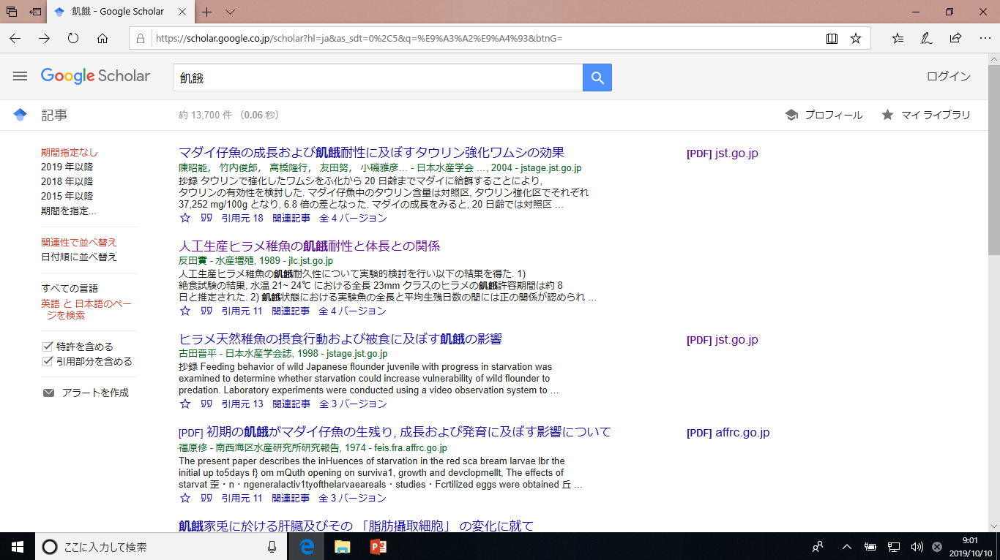 飢餓 - Google Scholar
https://scholar.google.co.jp/scholar?hl=ja&as_sdt=0%2C5&q=%E9%A3%A2%E9%A4%93&btnG=
Google Scholar
飢餓
ログイン
記事
約 13,700 件 （0.06 秒）
プロフィール
マイ ライブラリ
期間指定なし
2019 年以降
2018 年以降
2015 年以降
期間を指定...
関連性で並べ替え
日付順に並べ替え
すべての言語
英語 と 日本語のペー
ジを検索
特許を含める
引用部分を含める
アラートを作成
マダイ仔魚の成長および飢餓耐性に及ぼすタウリン強化ワムシの効果
[PDF] jst.go.jp
陳昭能， 竹内俊郎， 高橋隆行， 友田努， 小磯雅彦… - 日本水産学会 …, 2004 - jstage.jst.go.jp
抄録 タウリンで強化したワムシをふ化から 20 日齢までマダイに給餌することにより,
タウリンの有効性を検討した. マダイ仔魚中のタウリン含量は対照区, タウリン強化区でそれぞれ
37,252 mg/100g となり, 6.8 倍の差となった. マダイの成長をみると, 20 日齢では対照区 …
引用元 18 関連記事 全 4 バージョン
人工生産ヒラメ稚魚の飢餓耐性と体長との関係
反田實 - 水産増殖, 1989 - jlc.jst.go.jp
人工生産ヒラメ稚魚の飢餓耐久性について実験的検討を行い以下の結果を得た. 1)
絶食試験の結果, 水温 21~ 24℃ における全長 23mm クラスのヒラメの飢餓許容期間は約 8
日と推定された. 2) 飢餓状態における実験魚の全長と平均生残日数の間には正の関係が認められ …
引用元 11 関連記事 全 4 バージョン
ヒラメ天然稚魚の摂食行動および被食に及ぼす飢餓の影響
[PDF] jst.go.jp
古田晋平 - 日本水産学会誌, 1998 - jstage.jst.go.jp
抄録 Feeding behavior of wild Japanese flounder juvenile with progress in starvation was
examined to determine whether starvation could increase vulnerability of wild flounder to
predation. Laboratory experiments were conducted using a video observation system to …
引用元 13 関連記事 全 3 バージョン
[PDF] 初期の飢餓がマダイ仔魚の生残り, 成長および発育に及ぼす影響について
[PDF] affrc.go.jp
福原修 - 南西海区水産研究所研究報告, 1974 - feis.fra.affrc.go.jp
The present paper describes the inHuences of starvation in the red sca bream larvae lbr the
initial up to5days f} om mQuth opening on surviva1, growth and devclopmellt, The effects of
starvat 歪・n・ngeneralactiv1tyofthelarvaeareals・studies・Fcrtilized eggs were obtained 丘 …
引用元 11 関連記事 全 3 バージョン
飢餓家兎に於ける肝臓及びその 「脂肪攝取細胞」 の変化に就て
ここに入力して検索
9:01
2019/10/10